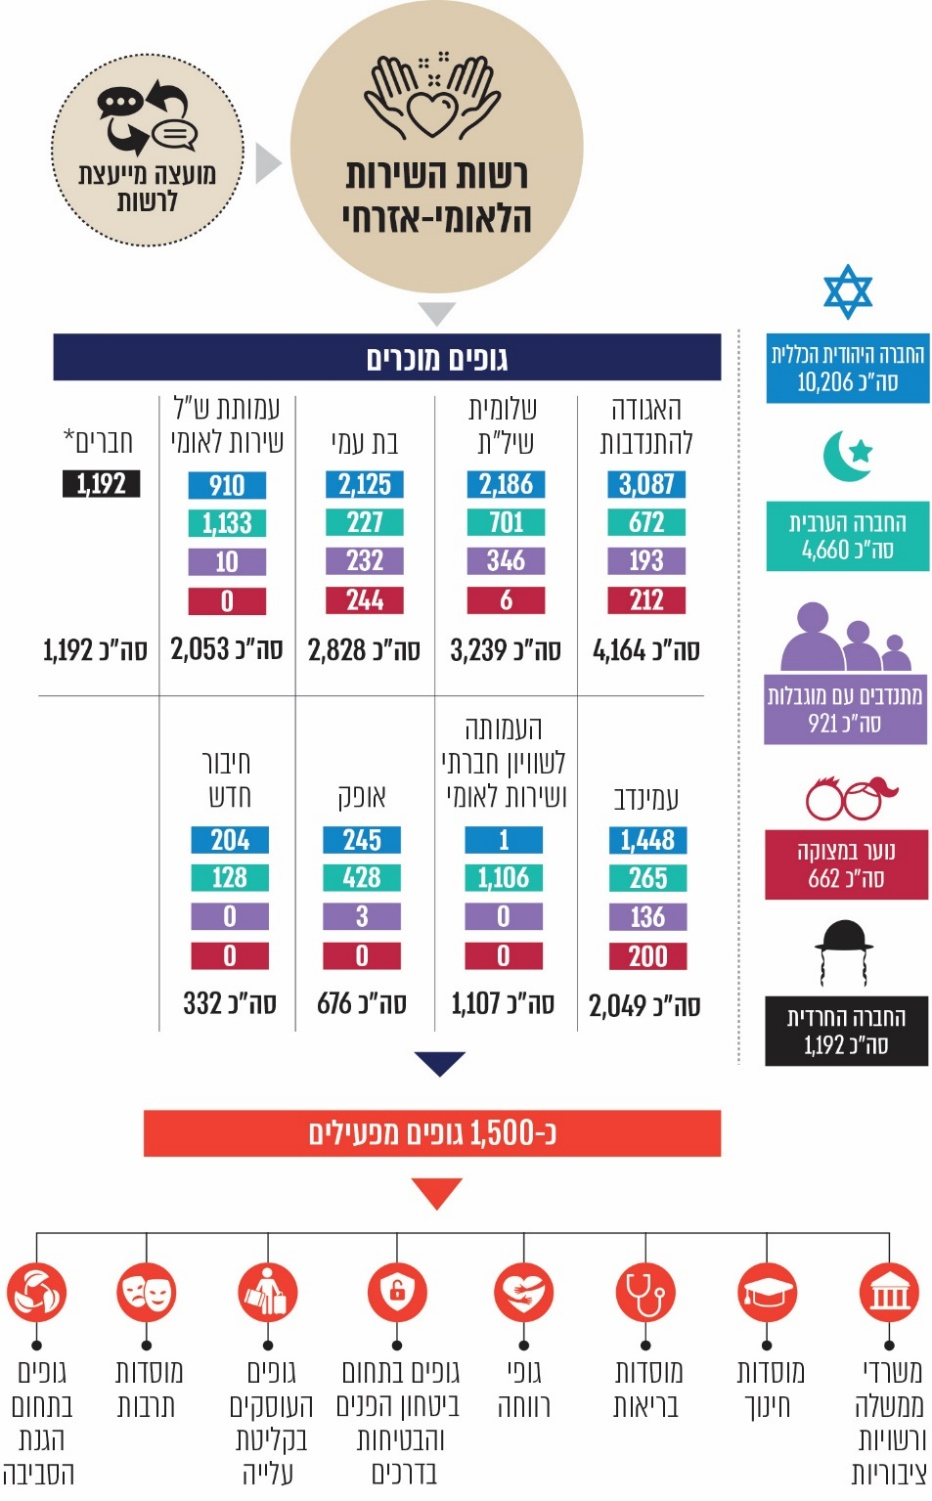 רשות השירות
הלאומי-אזרחי
מועצה מייעצת
לרשות
גופים מוכרים
האגודה
להתנדבות
3,087
672
193
212
סה"כ 4,164
שלומית
שיל"ת
2,186
701
346
6
סה"כ 3,239
בת עמי
2,125
227
232
244
סה"כ 2,828
עמותת ש"ל
שירות לאומי
910
1,133
10
0
סה"כ 2,053
חברים*
1,192
סה"כ 1,192
עמינדב
1,448
265
136
200
סה"כ 2,049
העמותה
לשוויון חברתי
ושירות לאומי
1
1,106
0
0
סה"כ 1,107
אופק
245
428
3
0
סה"כ 676
חיבור
חדש
204
128
0
0
סה"כ 332
החברה היהודית הכללית
סה"כ 10,206
החברה הערבית
סה"כ 4,660
מתנדבים עם מוגבלות
סה"כ 921
נוער במצוקה
סה"כ 662
החברה החרדית
סה"כ 1,192
כ-1,500 גופים מפעילים
משרדי
ממשלה
ורשויות
ציבוריות
מוסדות
חינוך
מוסדות
בריאות
גופי
רווחה
גופים בתחום
ביטחון הפנים
והבטיחות
בדרכים
גופים
העוסקים
בקליטת
עלייה
מוסדות
תרבות
גופים
בתחום
הגנת
הסביבה